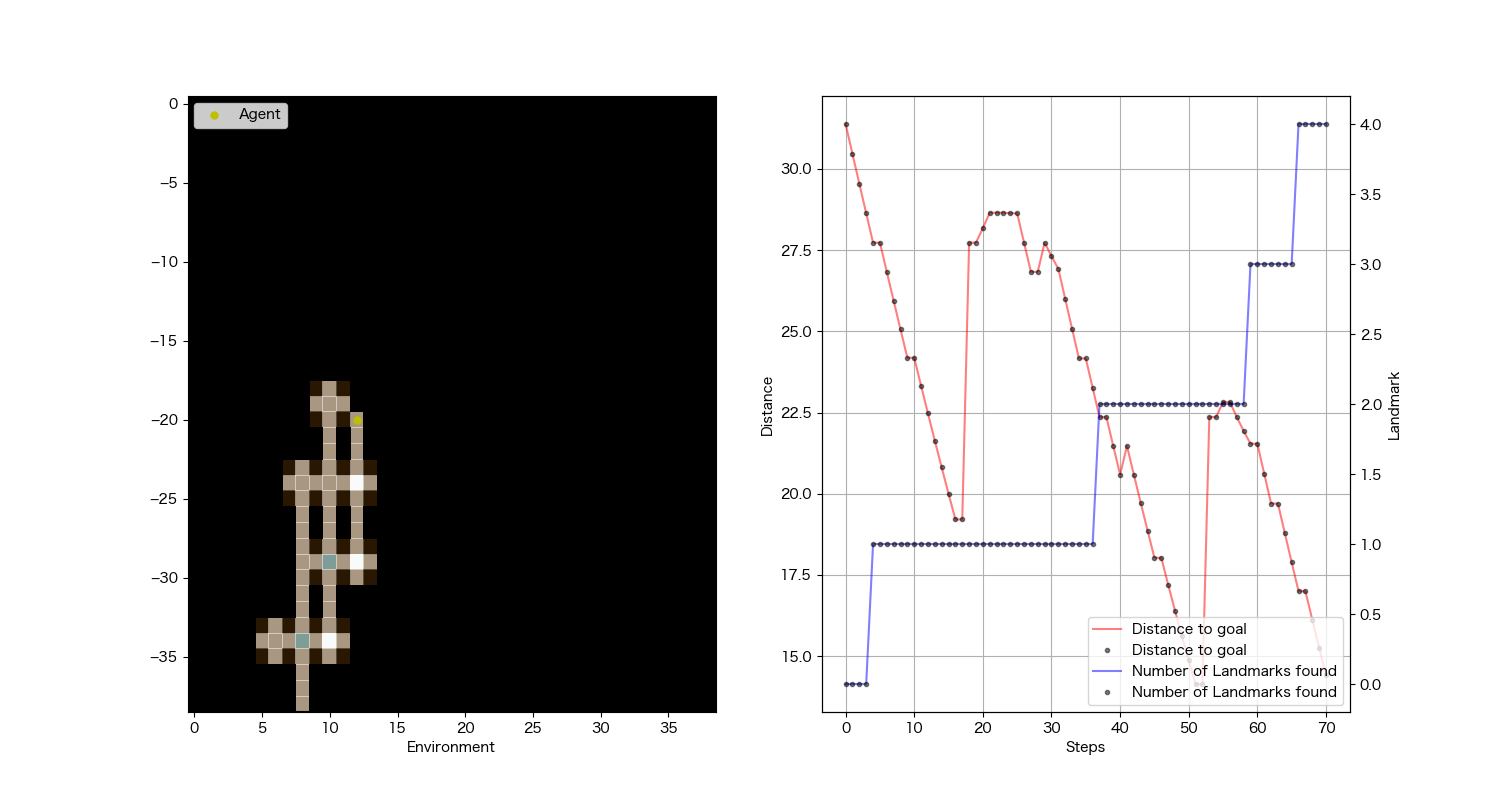 0
−5
−10
−15
−20
−25
−30
−35
Agent
0 5 10 15 20 25 30 35
Environment
30.0
27.5
25.0
22.5
20.0
17.5
15.0
Distance
4.0
3.5
3.0
2.5
2.0
1.5
1.0
0.5
0.0
Landmark
Distance to goal
Distance to goal
Number of Landmarks found
Number of Landmarks found
0 10 20 30 40 50 60 70
Steps